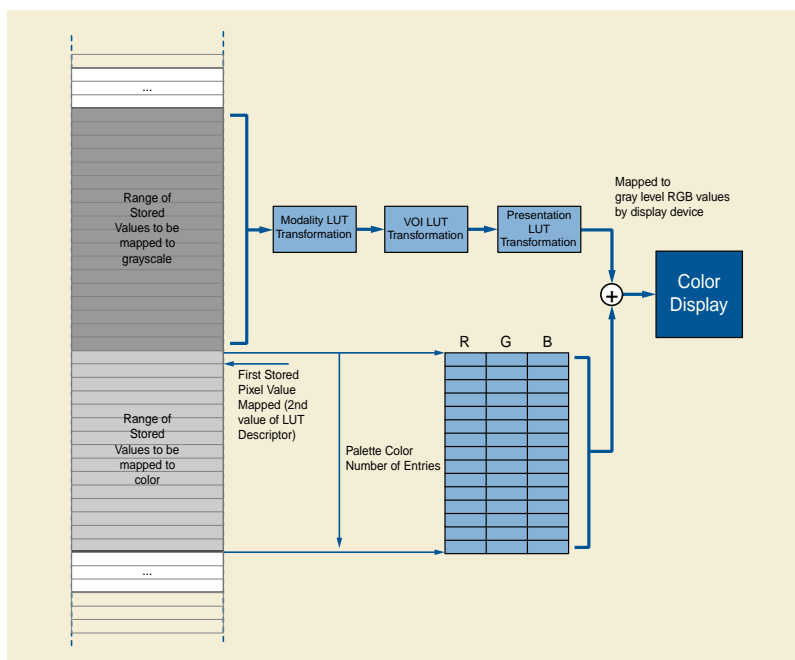 ...
Range of
Stored
Values to be
mapped to
grayscale
Modality LUT
Transformation
VOI LUT
Transformation
Presentation
LUT
Transformation
Mapped to
gray level RGB values
by display device
+
Color
Display
R G B
First Stored
Pixel Value
Mapped (2nd
value of LUT
Descriptor)
Palette Color
Number of Entries
Range of
Stored
Values to be
mapped to
color
...